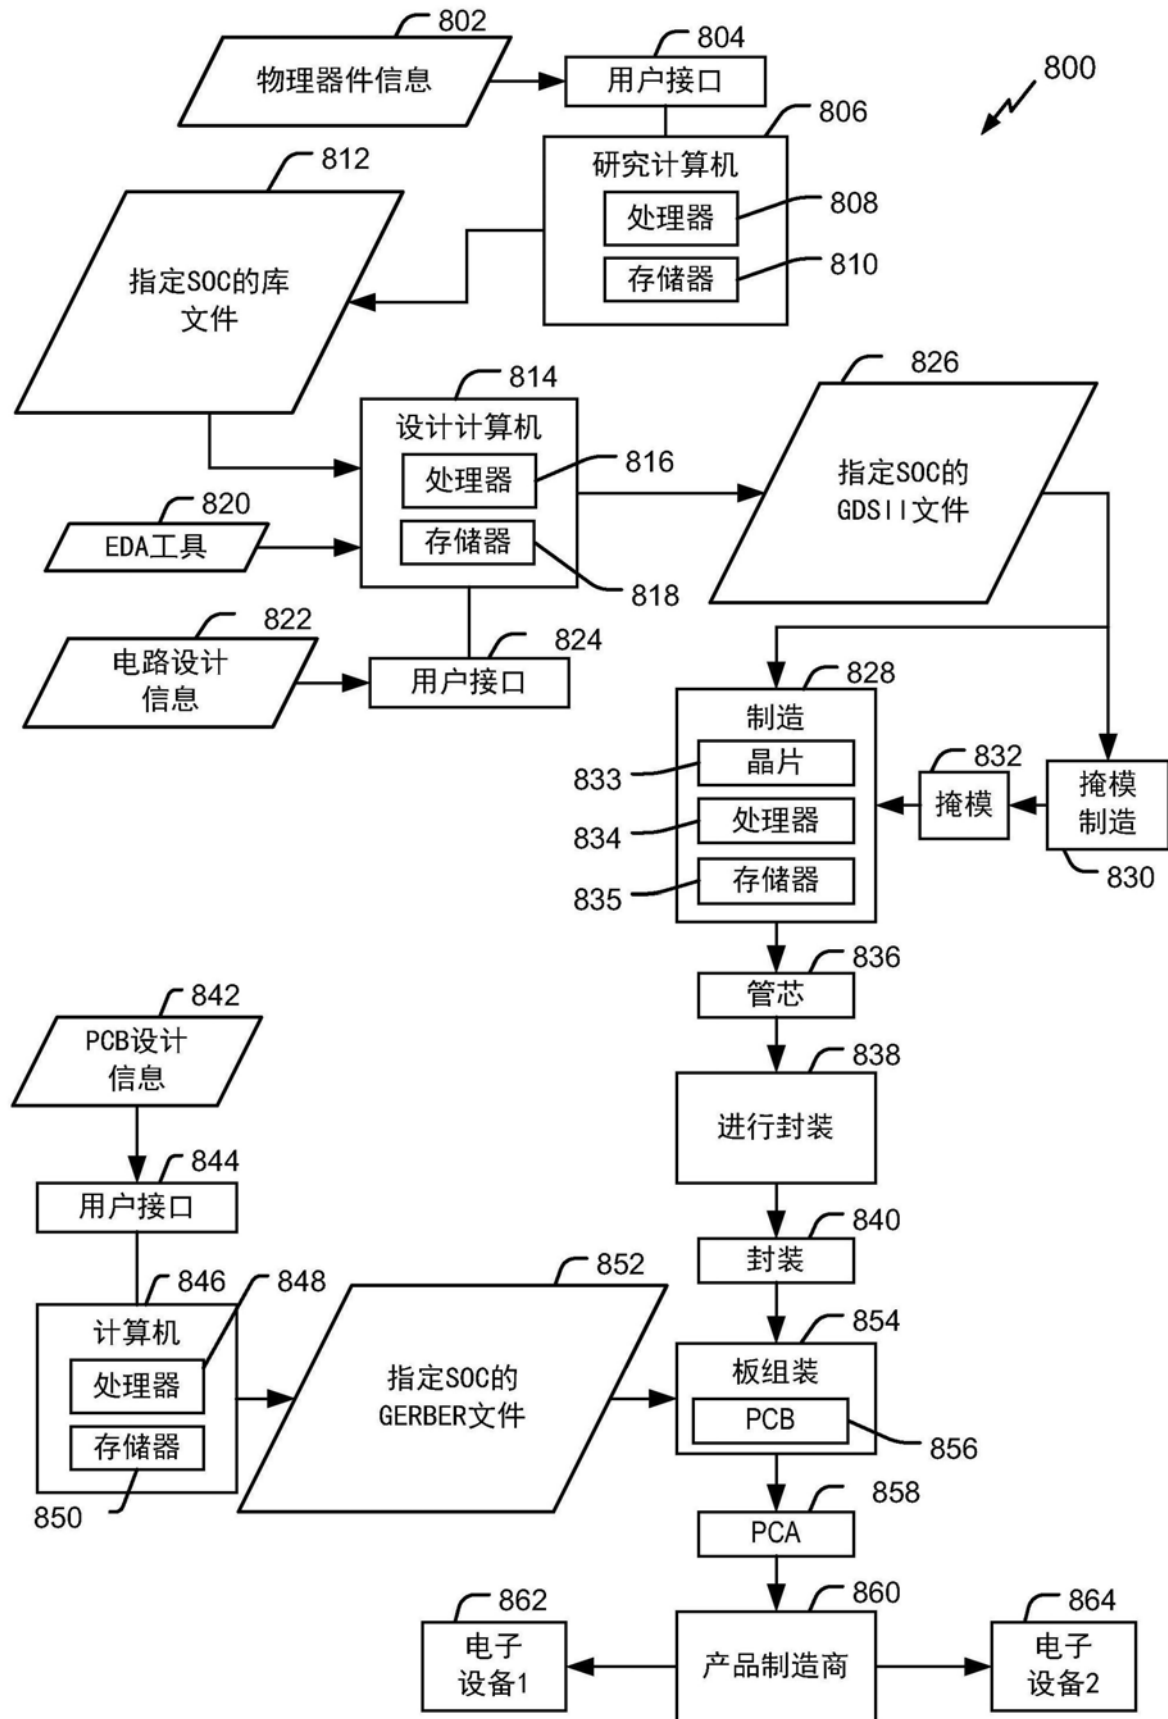 802
物理器件信息
804
用户接口
800
806
研究计算机
处理器
808
存储器
810
812
指定SOC的库
文件
814
设计计算机
处理器
816
存储器
818
820
EDA工具
822
电路设计
信息
824
用户接口
826
指定SOC的
GDSII文件
828
制造
833
晶片
834
处理器
835
存储器
832
掩模
掩模
制造
830
836
管芯
838
进行封装
840
封装
842
PCB设计
信息
844
用户接口
846
848
计算机
处理器
存储器
850
852
指定SOC的
GERBER文件
854
板组装
PCB
856
858
PCA
860
产品制造商
862
电子
设备1
864
电子
设备2